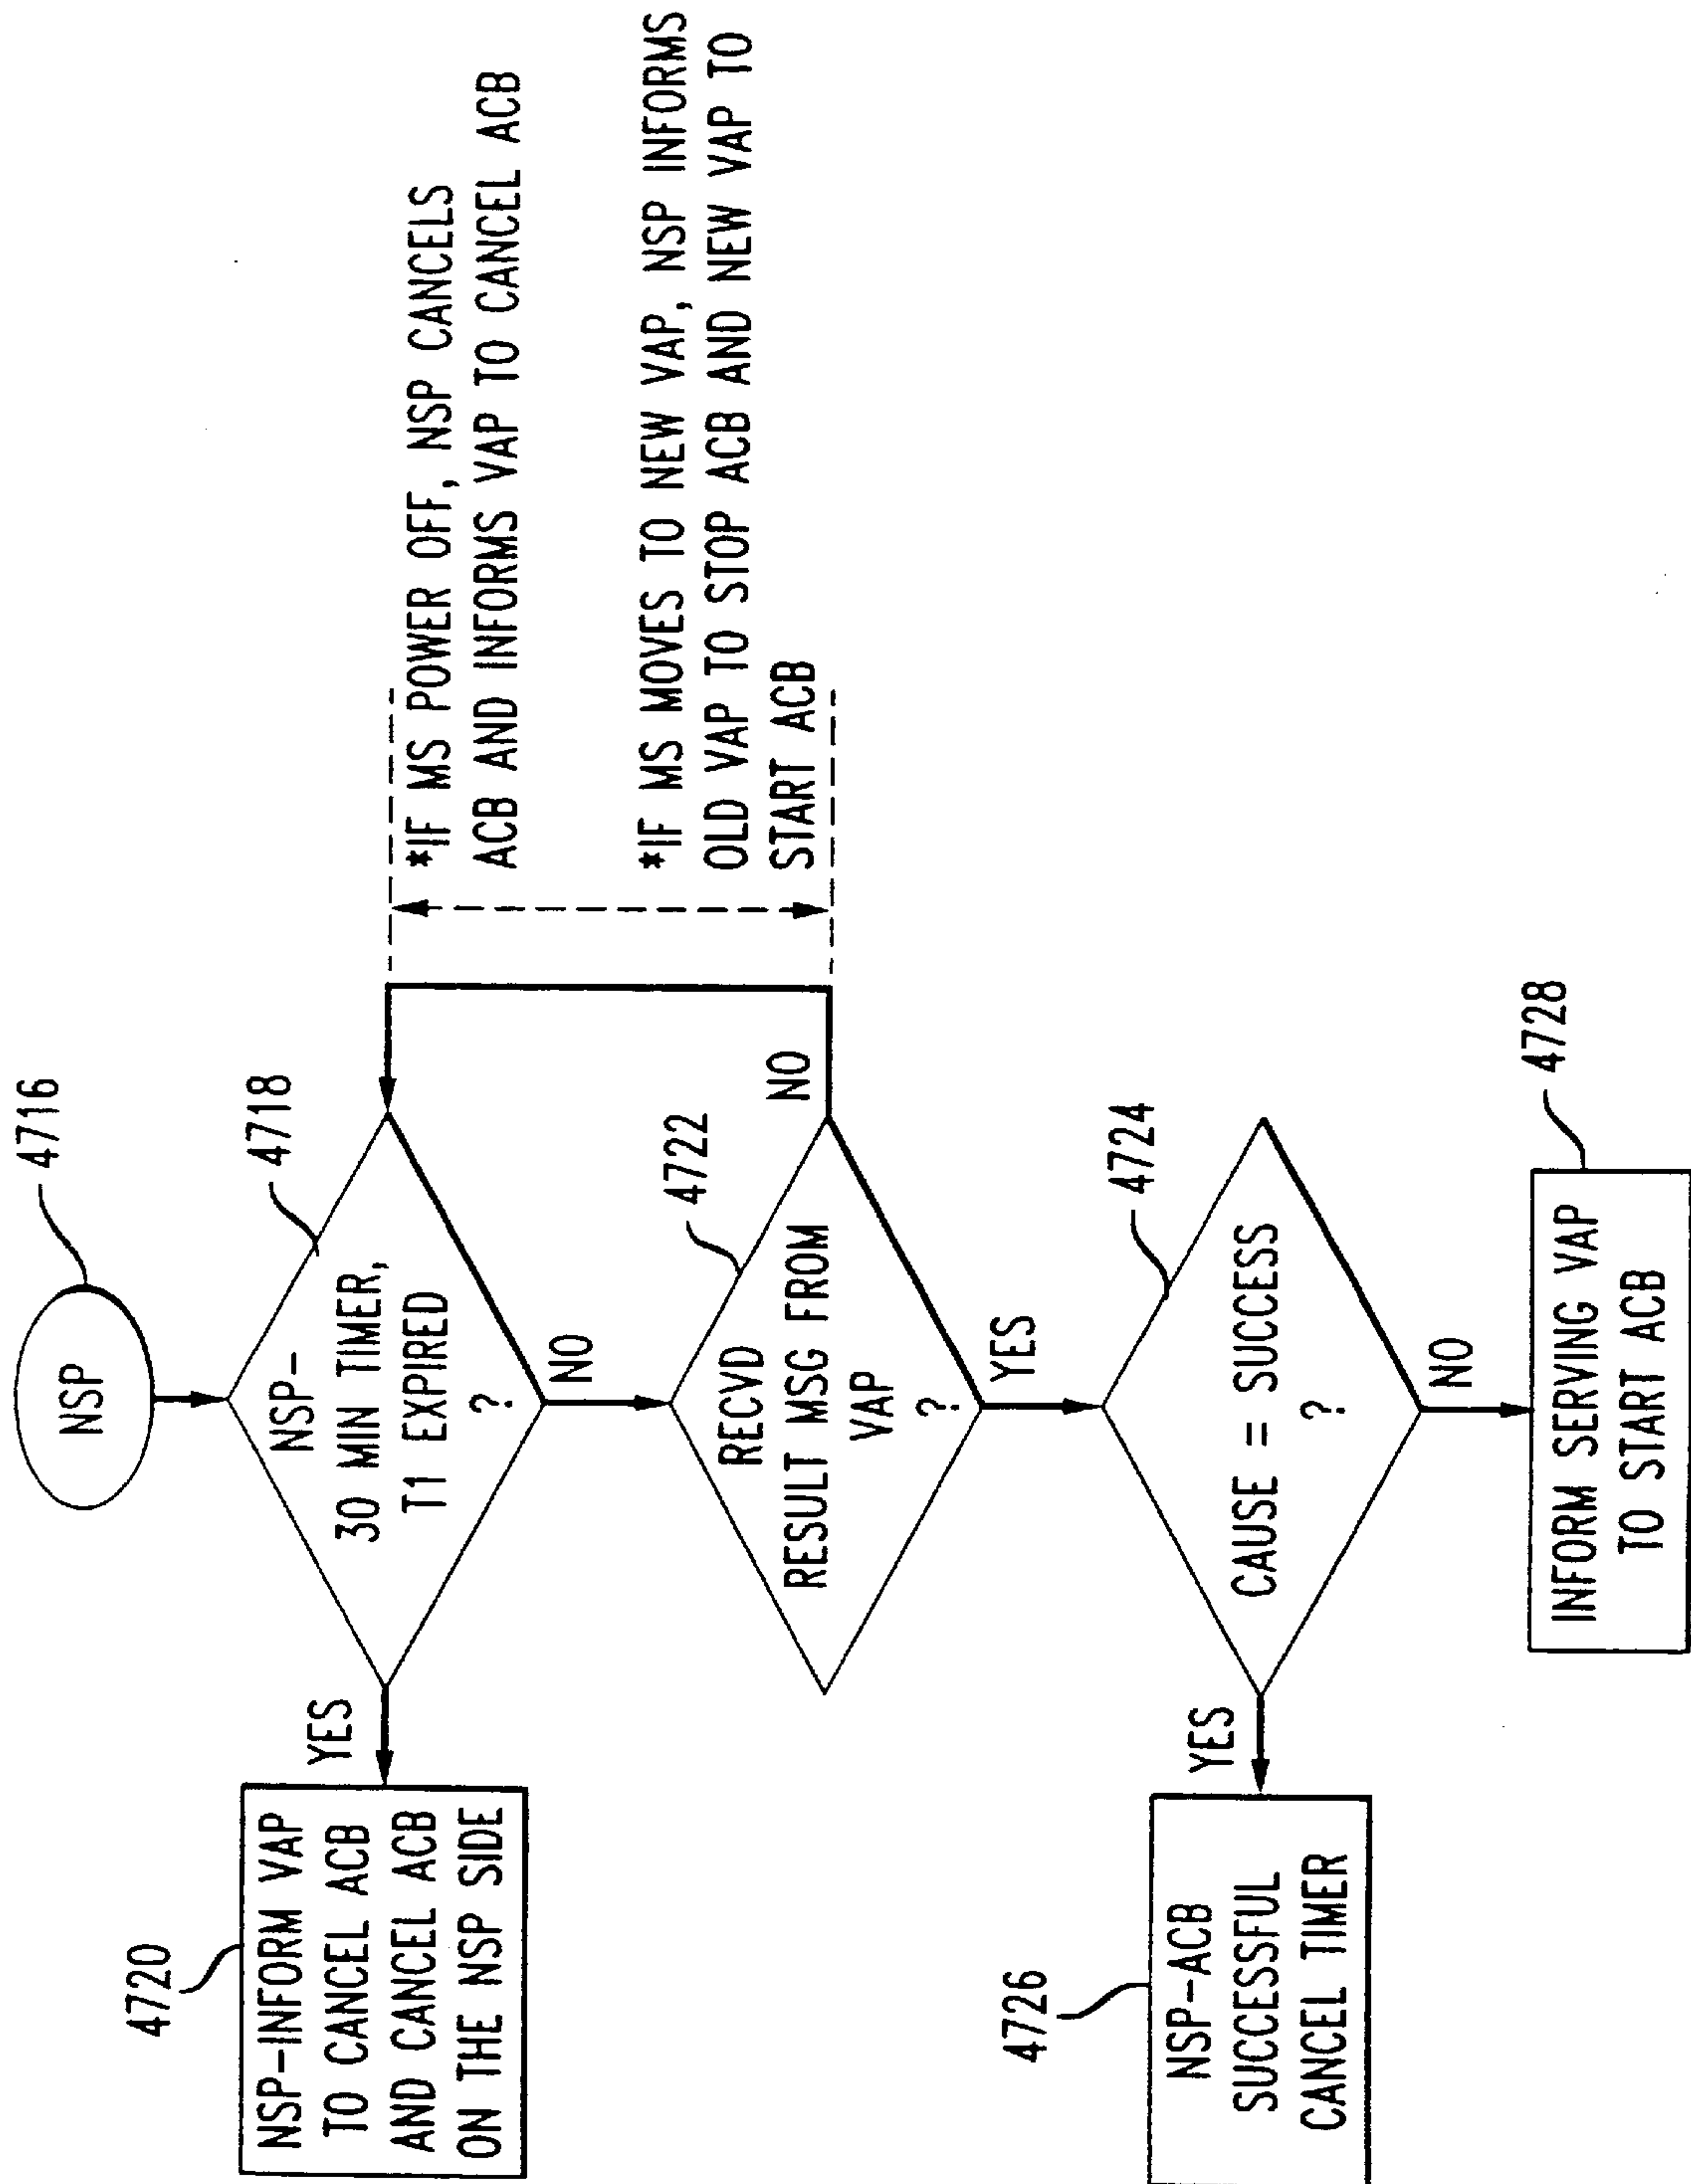 NSP
4716
NSP-
30 MIN TIMER,
T1 EXPIRED
?
4718
YES
NO
4720
NSP-INFORM VAP
TO CANCEL ACB
AND CANCEL ACB
ON THE NSP SIDE
*IF MS POWER OFF, NSP CANCELS
ACB AND INFORMS VAP TO CANCEL ACB
*IF MS MOVES TO NEW VAP, NSP INFORMS
OLD VAP TO STOP ACB AND NEW VAP TO
START ACB
RECVD
RESULT MSG FROM
VAP
?
4722
NO
YES
CAUSE = SUCCESS
?
4724
YES
NO
4726
NSP-ACB
SUCCESSFUL
CANCEL TIMER
INFORM SERVING VAP
TO START ACB
4728